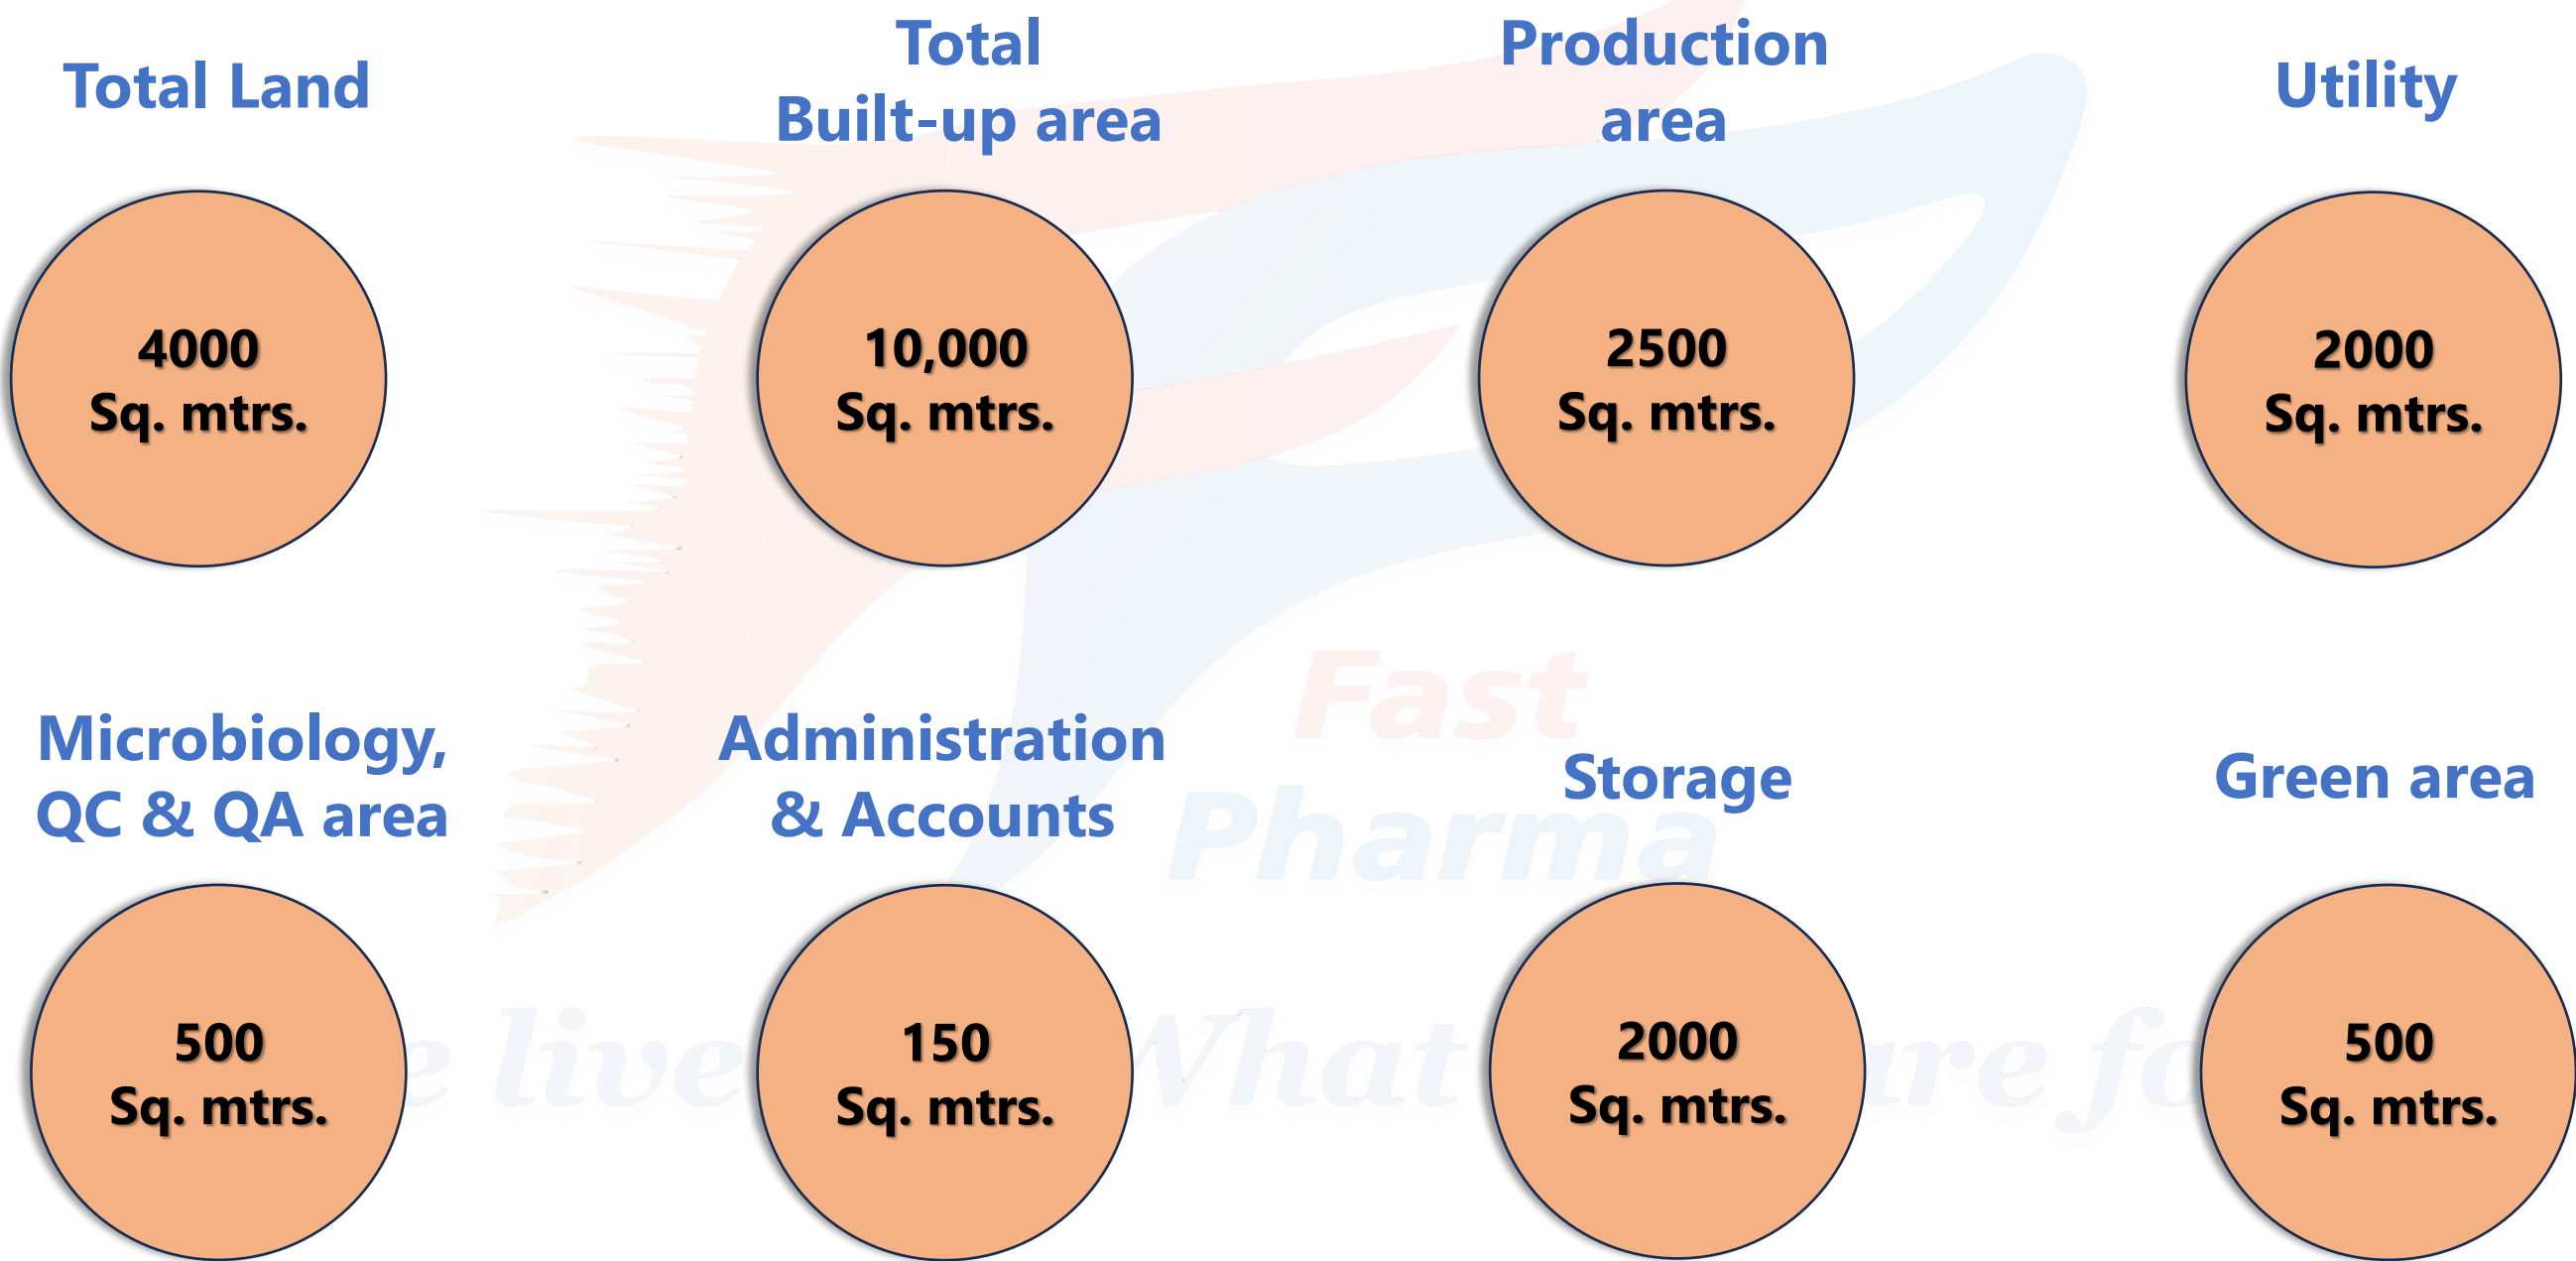 Total Land
4000
Sq. mtrs.
Total
Built-up area
10,000
Sq. mtrs.
Production
area
2500
Sq. mtrs.
Utility
2000
Sq. mtrs.
Microbiology,
QC & QA area
500
Sq. mtrs.
Administration
& Accounts
150
Sq. mtrs.
Storage
2000
Sq. mtrs.
Green area
500
Sq. mtrs.
Fast
Pharma
live What